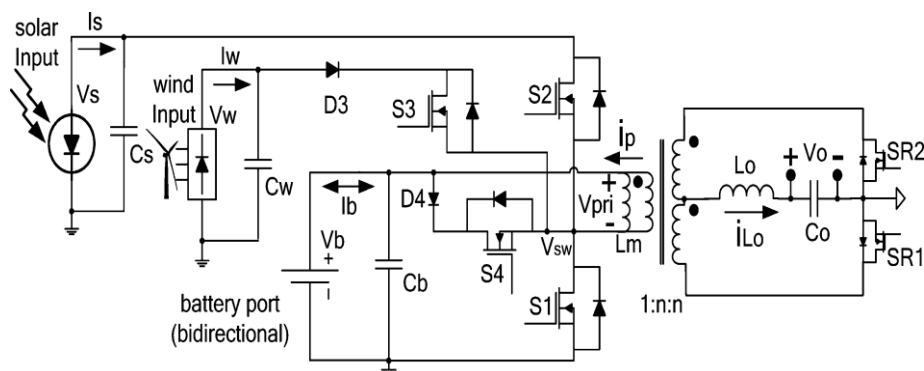 solar
Input
Is
Vs
Cs
wind
Input
Iw
Vw
Cw
D3
S3
S2
ip
D4
Ib
Vb
+
-
battery port
(bidirectional)
Cb
S4
Vsw
S1
+
Vpri
-
Lm
1:n:n
Lo
iLo
+ Vo -
Co
SR2
SR1